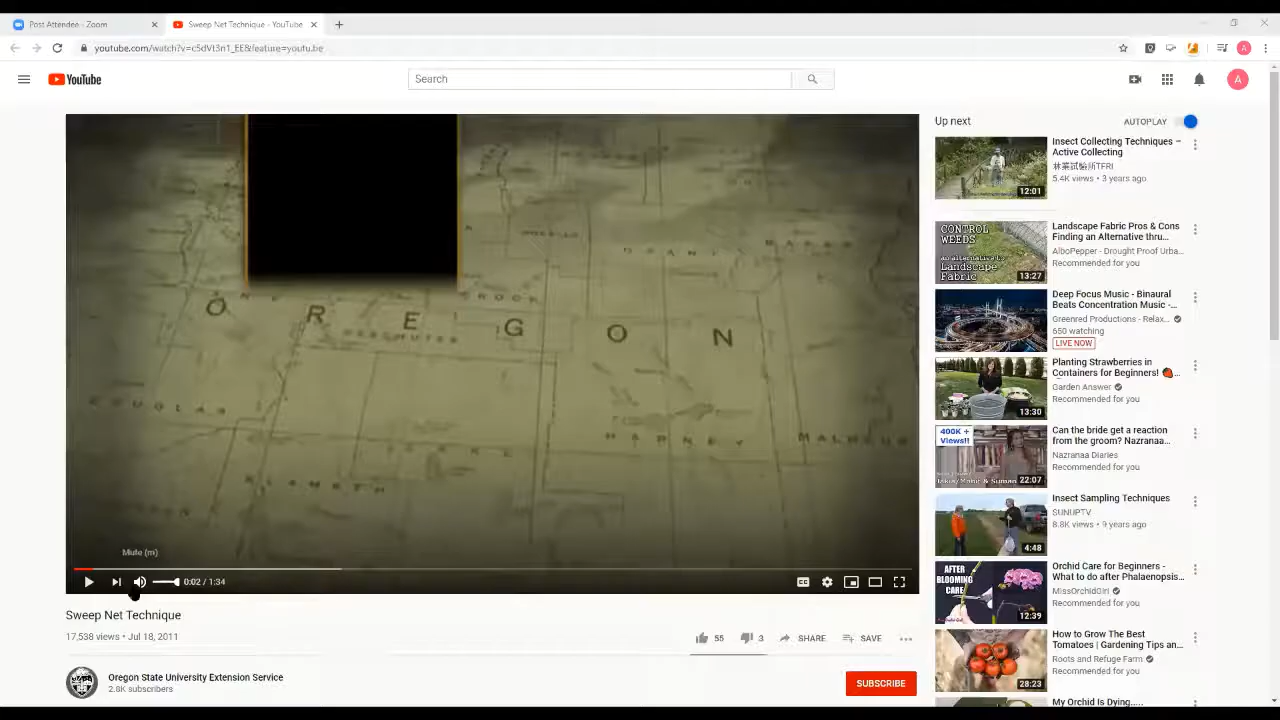 Post Attendee - Zoom
Sweep Net Technique - YouTube
youtube.com/watch?v=c5dVt3n1_EE&feature=youtu.be
A
YouTube
Search
A
O R E G O N
Mute (m)
0:02 / 1:34
CC
Sweep Net Technique
17,538 views • Jul 18, 2011
55
3
SHARE
SAVE
Oregon State University Extension Service
2.8K subscribers
SUBSCRIBE
Up next
AUTOPLAY
12:01
Insect Collecting Techniques –
Active Collecting
林業試驗所TFRI
5.4K views • 3 years ago
CONTROL
WEEDS
an alternative to
Landscape
Fabric
13:27
Landscape Fabric Pros & Cons
Finding an Alternative thru...
AlboPepper - Drought Proof Urba...
Recommended for you
Deep Focus Music - Binaural
Beats Concentration Music -...
Greenred Productions - Relax...
650 watching
LIVE NOW
13:30
Planting Strawberries in
Containers for Beginners! 🍓...
Garden Answer
Recommended for you
400K +
Views!!
22:07
Can the bride get a reaction
from the groom? Nazranaa...
Nazranaa Diaries
Recommended for you
4:48
Insect Sampling Techniques
SUNUPTV
8.8K views • 9 years ago
AFTER
BLOOMING
CARE
12:39
Orchid Care for Beginners -
What to do after Phalaenopsis...
MissOrchidGirl
Recommended for you
28:23
How to Grow The Best
Tomatoes | Gardening Tips an...
Roots and Refuge Farm
Recommended for you
My Orchid Is Dying.....